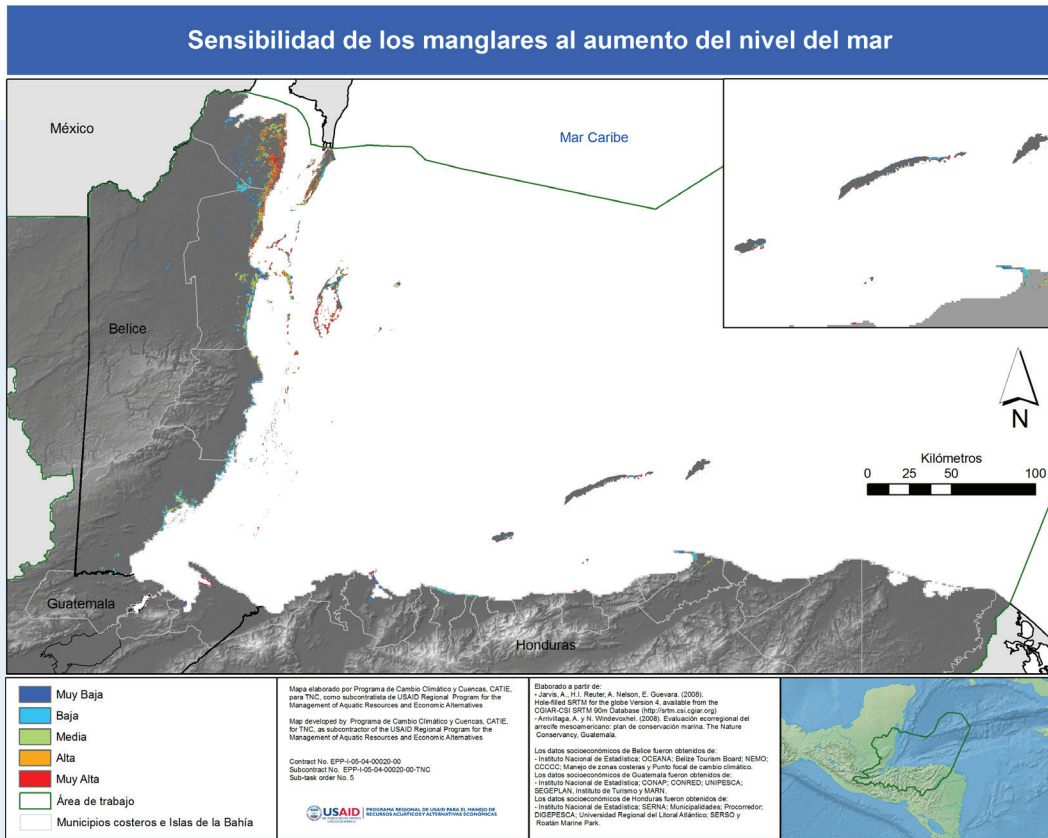 Sensibilidad de los manglares al aumento del nivel del mar
México
Mar Caribe
Belice
N
Kilómetros
0 25 50 100
Guatemala
Honduras
Muy Baja
Baja
Media
Alta
Muy Alta
Área de trabajo
Municipios costeros e Islas de la Bahía
Mapa elaborado por Programa de Cambio Climático y Cuencas, CATIE,
para TNC, como subcontratista de USAID Regional Program for the
Management of Aquatic Resources and Economic Alternatives
Map developed by Programa de Cambio Climático y Cuencas, CATIE,
for TNC, as subcontractor of the USAID Regional Program for the
Management of Aquatic Resources and Economic Alternatives
Contract No. EPP-I-05-04-00020-00
Subcontract No. EPP-I-05-04-00020-00-TNC
Sub-task order No. 5
USAID
PROGRAMA REGIONAL DE USAID PARA EL MANEJO DE
RECURSOS ACUÁTICOS Y ALTERNATIVAS ECONÓMICAS
Elaborado a partir de:
- Jarvis, A., H.I. Reuter, A. Nelson, E. Guevara. (2008).
Hole-filled SRTM for the globe Version 4, available from the
CGIAR-CSI SRTM 90m Database (http://srtm.csi.cgiar.org)
- Arrivillaga, A. y N. Windevoxhel. (2008). Evaluación ecorregional del
arrecife mesoamericano: plan de conservación marina. The Nature
Conservancy, Guatemala.
Los datos socioeconómicos de Belice fueron obtenidos de:
- Instituto Nacional de Estadística; OCEANA; Belize Tourism Board; NEMO;
CCCCC; Manejo de zonas costeras y Punto focal de cambio climático.
Los datos socioeconómicos de Guatemala fueron obtenidos de:
- Instituto Nacional de Estadística; CONAP; CONRED; UNIPESCA;
SEGEPLAN, Instituto de Turismo y MARN.
Los datos socioeconómicos de Honduras fueron obtenidos de:
- Instituto Nacional de Estadística; SERNA; Municipalidades; Procorredor;
DIGEPESCA; Universidad Regional del Litoral Atlántico; SERSO y
Roatán Marine Park.